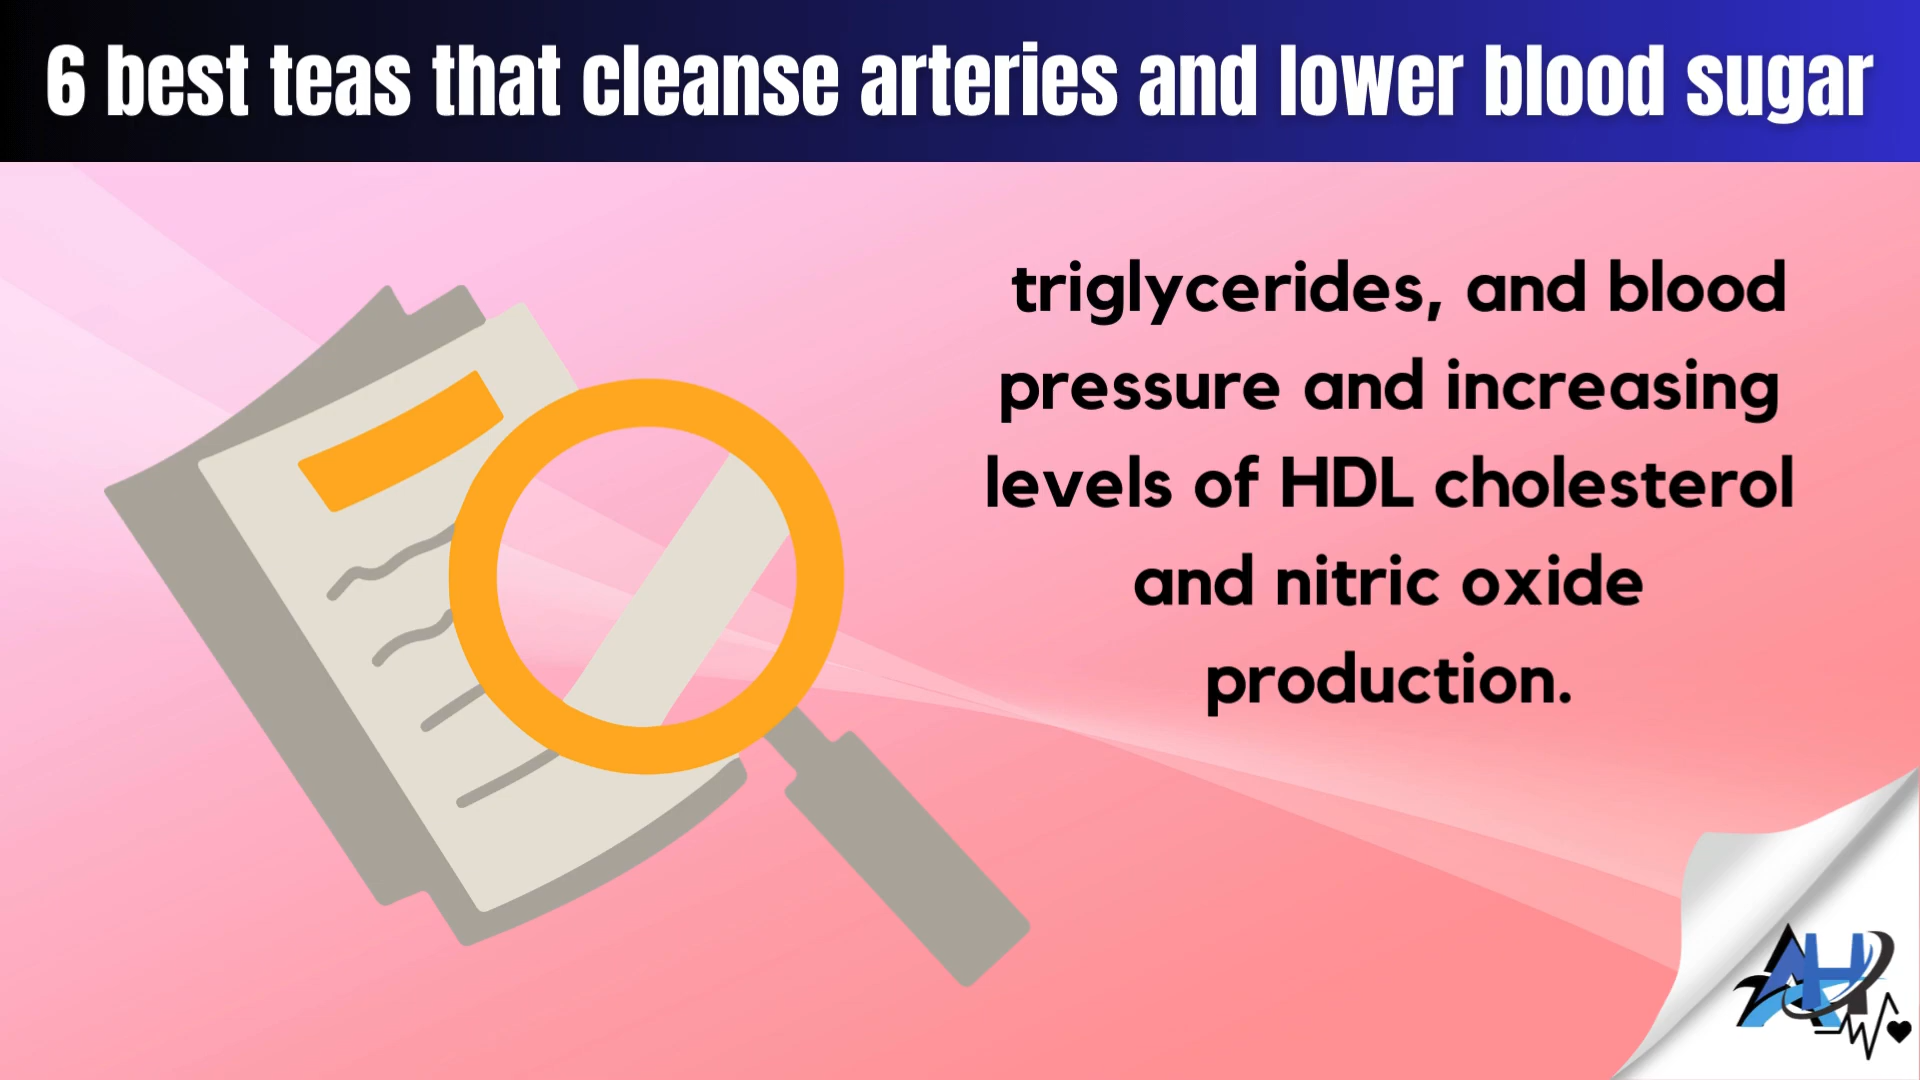 6 best teas that cleanse arteries and lower blood sugar
triglycerides, and blood
pressure and increasing
levels of HDL cholesterol
and nitric oxide
production.
AH